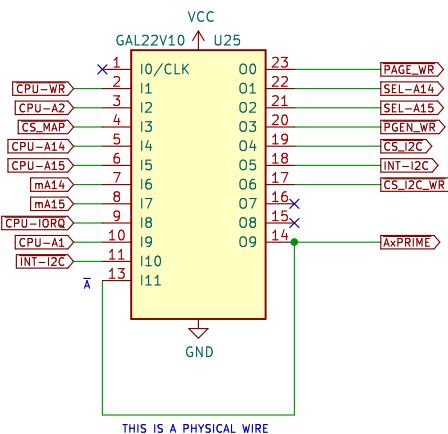 VCC
GAL22V10 U25
1 I0/CLK O0 23 PAGE_WR
CPU-WR 2 I1 O1 22 SEL-A14
CPU-A2 3 I2 O2 21 SEL-A15
CS_MAP 4 I3 O3 20 PGEN_WR
CPU-A14 5 I4 O4 19 CS_I2C
CPU-A15 6 I5 O5 18 INT-I2C
mA14 7 I6 O6 17 CS_I2C_WR
mA15 8 I7 O7 16
CPU-IORQ 9 I8 O8 15
CPU-A1 10 I9 O9 14 AxPRIME
INT-I2C 11 I10
A 13 I11
GND
THIS IS A PHYSICAL WIRE